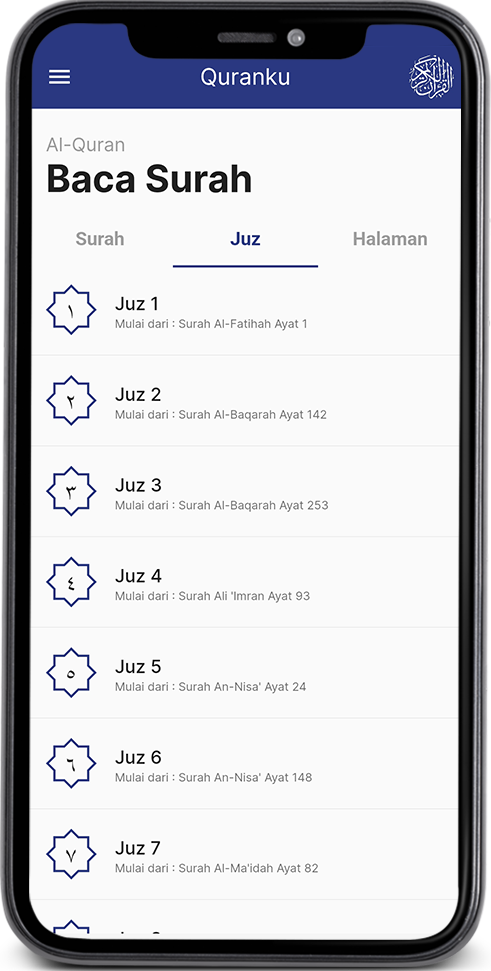 Quranku
Al-Quran
Baca Surah
Surah
Juz
Halaman
١
Juz 1
Mulai dari : Surah Al-Fatihah Ayat 1
٢
Juz 2
Mulai dari : Surah Al-Baqarah Ayat 142
٣
Juz 3
Mulai dari : Surah Al-Baqarah Ayat 253
٤
Juz 4
Mulai dari : Surah Ali 'Imran Ayat 93
٥
Juz 5
Mulai dari : Surah An-Nisa' Ayat 24
٦
Juz 6
Mulai dari : Surah An-Nisa' Ayat 148
٧
Juz 7
Mulai dari : Surah Al-Ma'idah Ayat 82